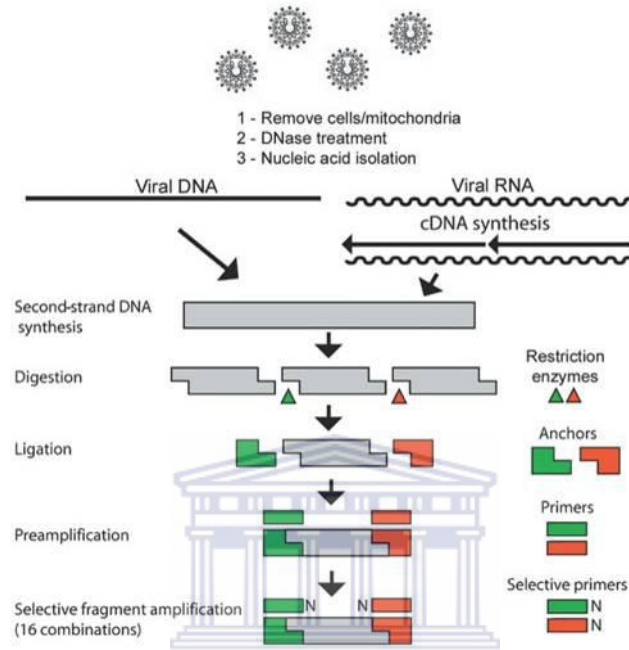 1 - Remove cells/mitochondria
2 - DNase treatment
3 - Nucleic acid isolation
Viral DNA
Viral RNA
cDNA synthesis
Second-strand DNA
synthesis
Digestion
Restriction
enzymes
Ligation
Anchors
Preamplification
Primers
Selective fragment amplification
(16 combinations)
N
N
Selective primers
N
N